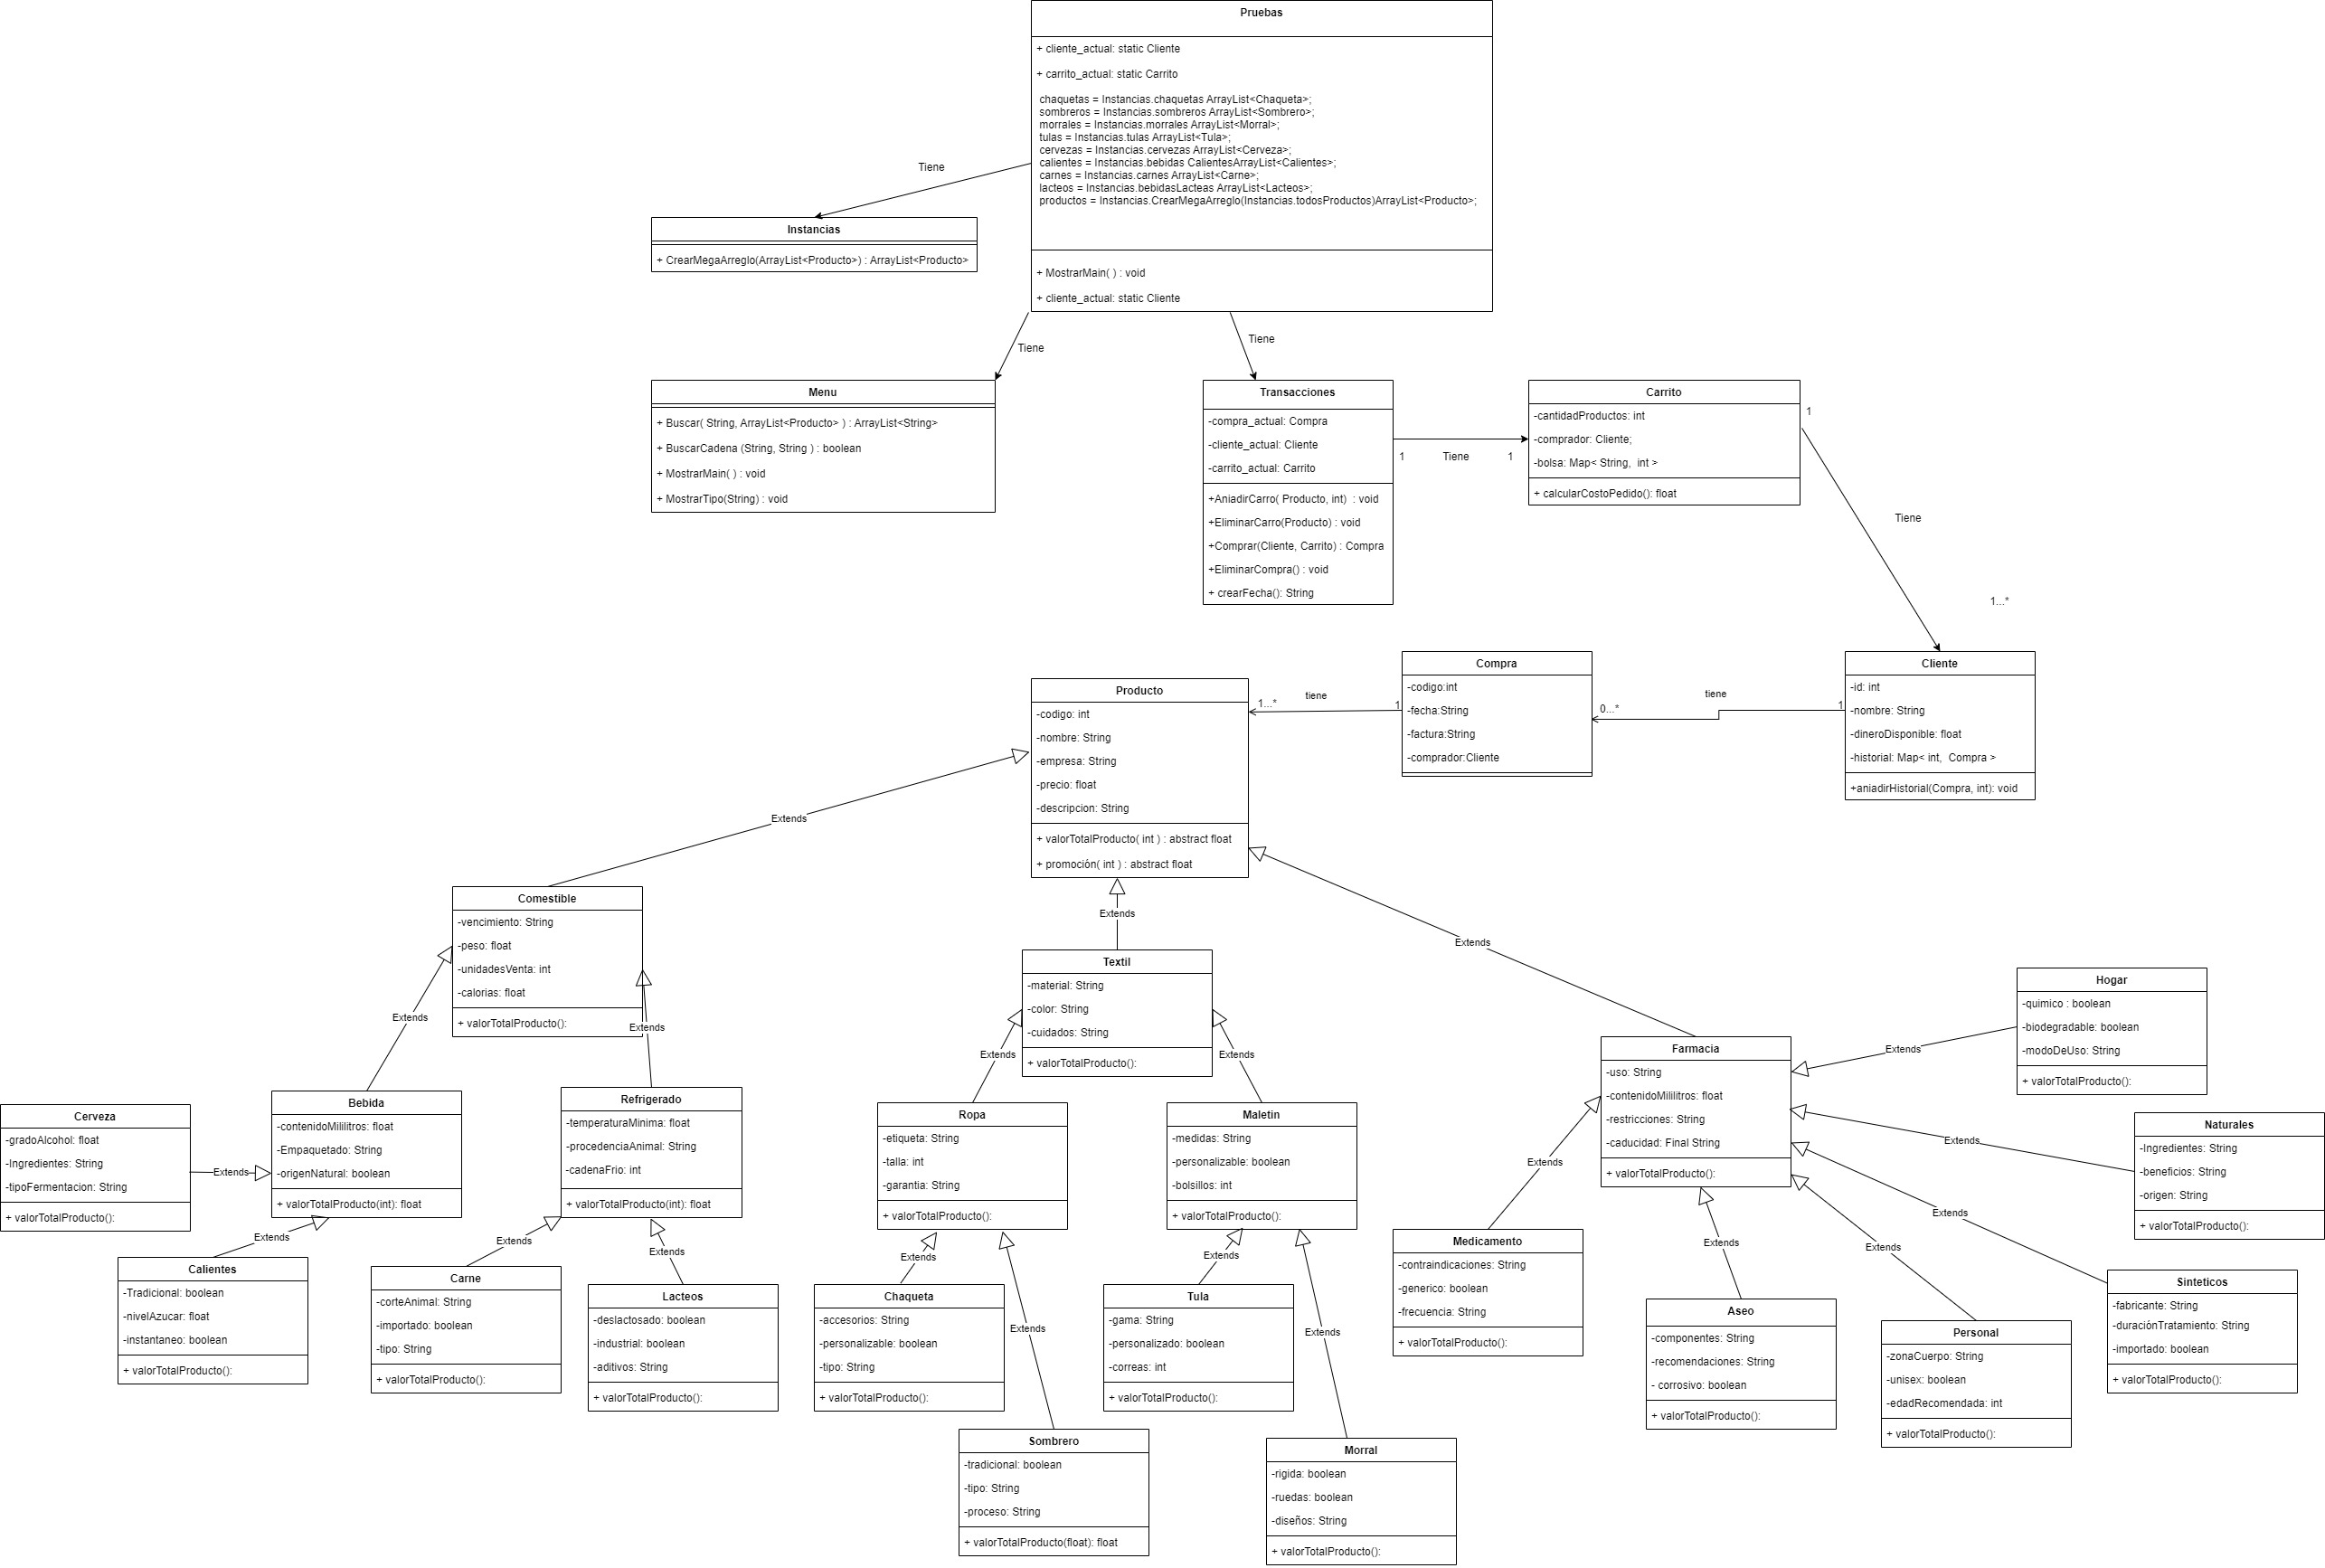 Pruebas
+ cliente_actual: static Cliente
+ carrito_actual: static Carrito
chaquetas = Instancias.chaquetas ArrayList<Chaqueta>;
sombreros = Instancias.sombreros ArrayList<Sombrero>;
morrales = Instancias.morrales ArrayList<Morral>;
tulas = Instancias.tulas ArrayList<Tula>;
cervezas = Instancias.cervezas ArrayList<Cerveza>;
calientes = Instancias.bebidas CalientesArrayList<Calientes>;
carnes = Instancias.carnes ArrayList<Carne>;
lacteos = Instancias.bebidasLacteas ArrayList<Lacteos>;
productos = Instancias.CrearMegaArreglo(Instancias.todosProductos)ArrayList<Producto>;
+ MostrarMain( ) : void
+ cliente_actual: static Cliente
Tiene
Instancias
+ CrearMegaArreglo(ArrayList<Producto>) : ArrayList<Producto>
Tiene
Tiene
Menu
+ Buscar( String, ArrayList<Producto> ) : ArrayList<String>
+ BuscarCadena (String, String ) : boolean
+ MostrarMain( ) : void
+ MostrarTipo(String) : void
Transacciones
-compra_actual: Compra
-cliente_actual: Cliente
-carrito_actual: Carrito
+AniadirCarro( Producto, int)  : void
+EliminarCarro(Producto) : void
+Comprar(Cliente, Carrito) : Compra
+EliminarCompra() : void
+ crearFecha(): String
1
Tiene
1
Carrito
-cantidadProductos: int
-comprador: Cliente;
-bolsa: Map< String,  int >
+ calcularCostoPedido(): float
1
Tiene
1...*
Producto
-codigo: int
-nombre: String
-empresa: String
-precio: float
-descripcion: String
+ valorTotalProducto( int ) : abstract float
+ promoción( int ) : abstract float
1...*
tiene
1
Compra
-codigo:int
-fecha:String
-factura:String
-comprador:Cliente
0...*
tiene
1
Cliente
-id: int
-nombre: String
-dineroDisponible: float
-historial: Map< int,  Compra >
+aniadirHistorial(Compra, int): void
Extends
Extends
Extends
Comestible
-vencimiento: String
-peso: float
-unidadesVenta: int
-calorias: float
+ valorTotalProducto():
Extends
Extends
Textil
-material: String
-color: String
-cuidados: String
+ valorTotalProducto():
Extends
Extends
Farmacia
-uso: String
-contenidoMililitros: float
-restricciones: String
-caducidad: Final String
+ valorTotalProducto():
Extends
Hogar
-quimico : boolean
-biodegradable: boolean
-modoDeUso: String
+ valorTotalProducto():
Cerveza
-gradoAlcohol: float
-Ingredientes: String
-tipoFermentacion: String
+ valorTotalProducto():
Extends
Bebida
-contenidoMililitros: float
-Empaquetado: String
-origenNatural: boolean
+ valorTotalProducto(int): float
Refrigerado
-temperaturaMinima: float
-procedenciaAnimal: String
-cadenaFrio: int
+ valorTotalProducto(int): float
Ropa
-etiqueta: String
-talla: int
-garantia: String
+ valorTotalProducto():
Maletin
-medidas: String
-personalizable: boolean
-bolsillos: int
+ valorTotalProducto():
Extends
Extends
Naturales
-Ingredientes: String
-beneficios: String
-origen: String
+ valorTotalProducto():
Extends
Extends
Extends
Extends
Extends
Extends
Extends
Extends
Extends
Extends
Extends
Calientes
-Tradicional: boolean
-nivelAzucar: float
-instantaneo: boolean
+ valorTotalProducto():
Carne
-corteAnimal: String
-importado: boolean
-tipo: String
+ valorTotalProducto():
Lacteos
-deslactosado: boolean
-industrial: boolean
-aditivos: String
+ valorTotalProducto():
Chaqueta
-accesorios: String
-personalizable: boolean
-tipo: String
+ valorTotalProducto():
Tula
-gama: String
-personalizado: boolean
-correas: int
+ valorTotalProducto():
Medicamento
-contraindicaciones: String
-generico: boolean
-frecuencia: String
+ valorTotalProducto():
Aseo
-componentes: String
-recomendaciones: String
- corrosivo: boolean
+ valorTotalProducto():
Personal
-zonaCuerpo: String
-unisex: boolean
-edadRecomendada: int
+ valorTotalProducto():
Sinteticos
-fabricante: String
-duraciónTratamiento: String
-importado: boolean
+ valorTotalProducto():
Sombrero
-tradicional: boolean
-tipo: String
-proceso: String
+ valorTotalProducto(float): float
Morral
-rigida: boolean
-ruedas: boolean
-diseños: String
+ valorTotalProducto():